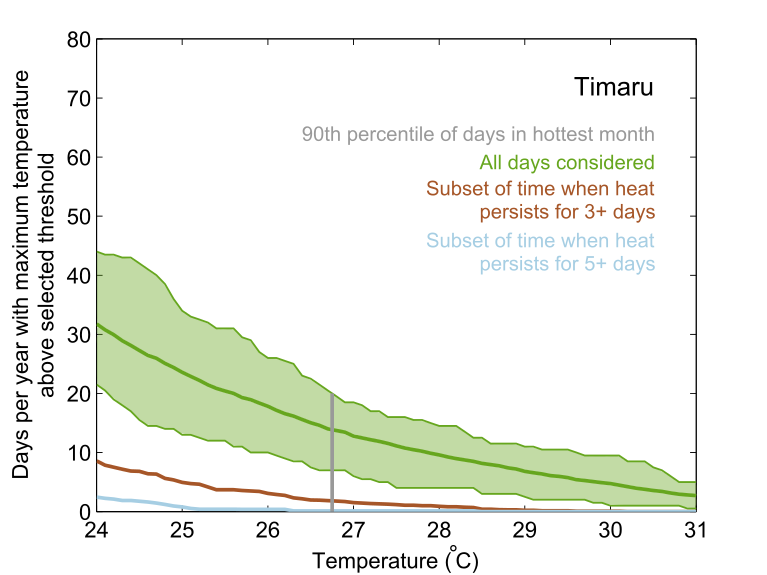 Timaru
90th percentile of days in hottest month
All days considered
Subset of time when heat
persists for 3+ days
Subset of time when heat
persists for 5+ days
Days per year with maximum temperature
above selected threshold
80
70
60
50
40
30
20
10
0
24 25 26 27 28 29 30 31
Temperature (°C)